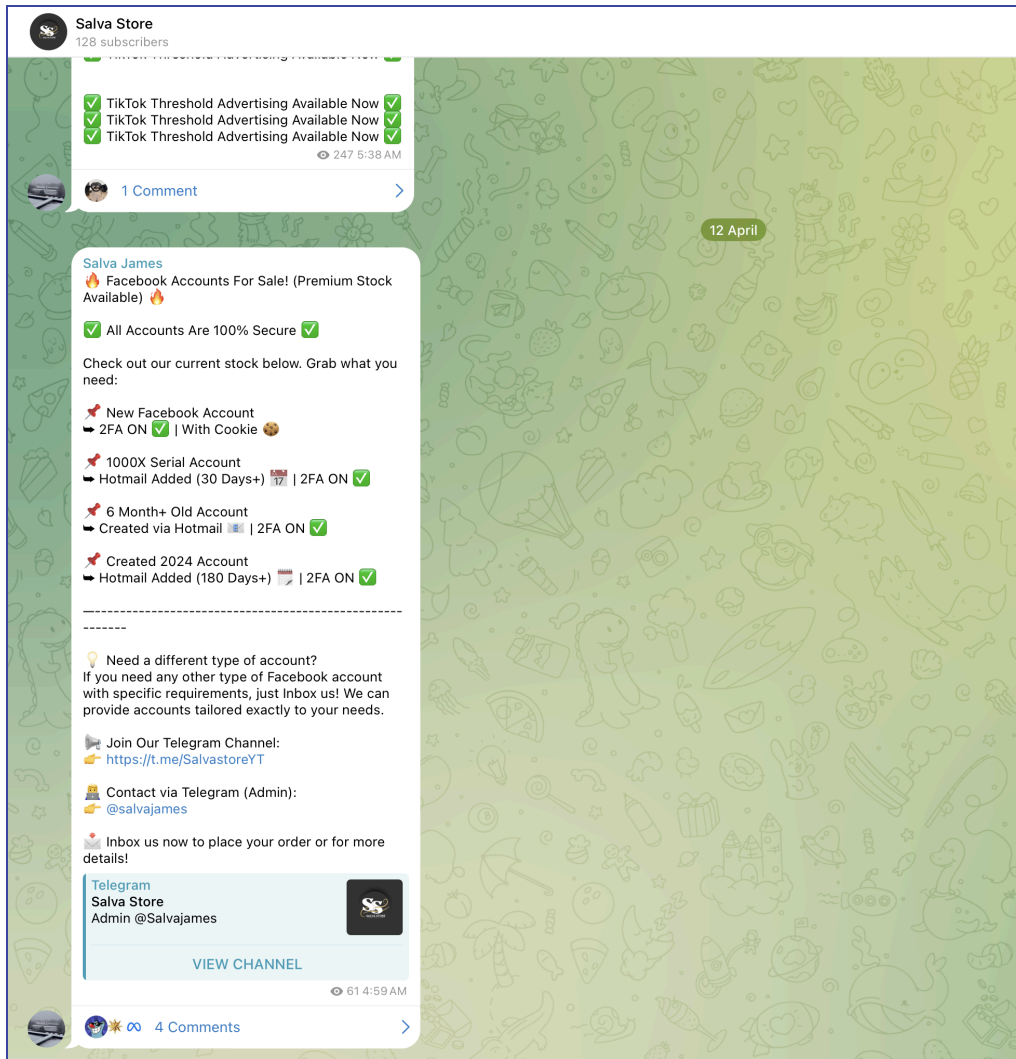 Salva Store
128 subscribers
✅ TikTok Threshold Advertising Available Now ✅
✅ TikTok Threshold Advertising Available Now ✅
✅ TikTok Threshold Advertising Available Now ✅
✅ TikTok Threshold Advertising Available Now ✅
247 5:38 AM
1 Comment
12 April
Salva James
🔥 Facebook Accounts For Sale! (Premium Stock
Available) 🔥
✅ All Accounts Are 100% Secure ✅
Check out our current stock below. Grab what you
need:
📌 New Facebook Account
➥ 2FA ON ✅ | With Cookie 🍪
📌 1000X Serial Account
➥ Hotmail Added (30 Days+) 📅 | 2FA ON ✅
📌 6 Month+ Old Account
➥ Created via Hotmail 📧 | 2FA ON ✅
📌 Created 2024 Account
➥ Hotmail Added (180 Days+) 🗓 | 2FA ON ✅
—------------------------------------------------
-------
💡 Need a different type of account?
If you need any other type of Facebook account
with specific requirements, just Inbox us! We can
provide accounts tailored exactly to your needs.
📢 Join Our Telegram Channel:
👉 https://t.me/SalvastoreYT
👨‍💻 Contact via Telegram (Admin):
👉 @salvajames
📩 Inbox us now to place your order or for more
details!
Telegram
Salva Store
Admin @Salvajames
SS
VIEW CHANNEL
61 4:59 AM
4 Comments